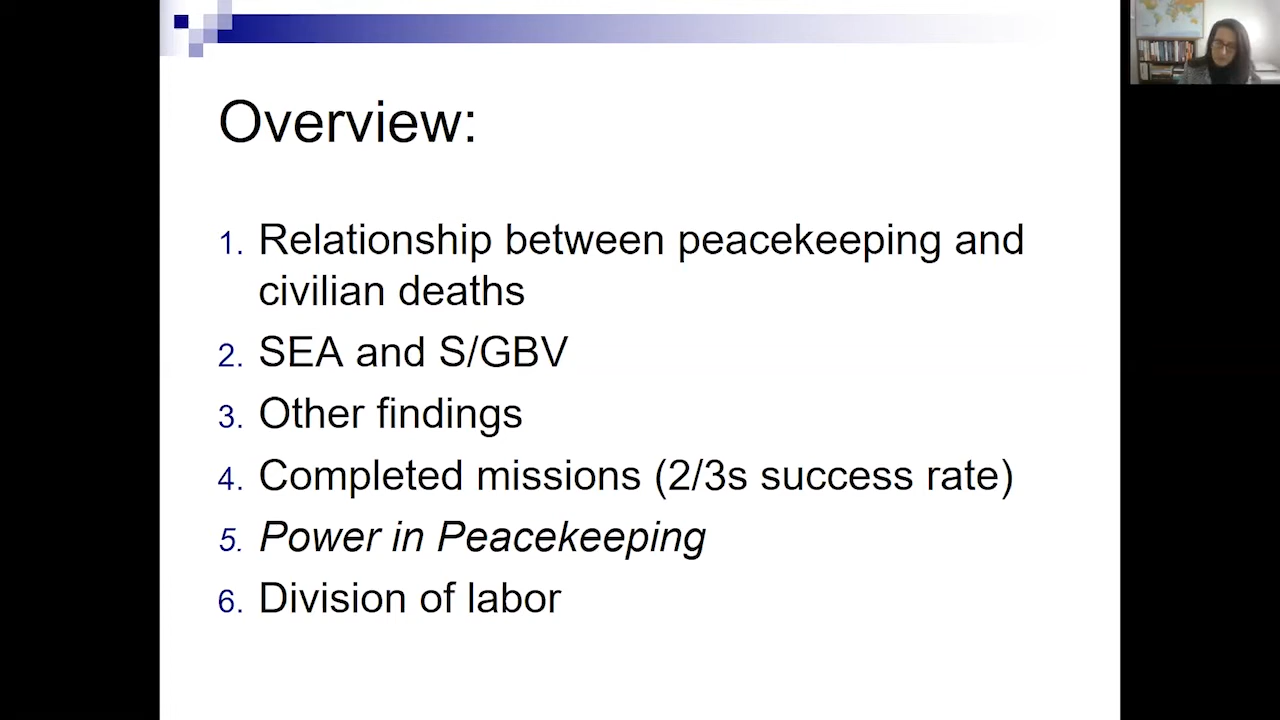 Overview:
1. Relationship between peacekeeping and
civilian deaths
2. SEA and S/GBV
3. Other findings
4. Completed missions (2/3s success rate)
5. Power in Peacekeeping
6. Division of labor